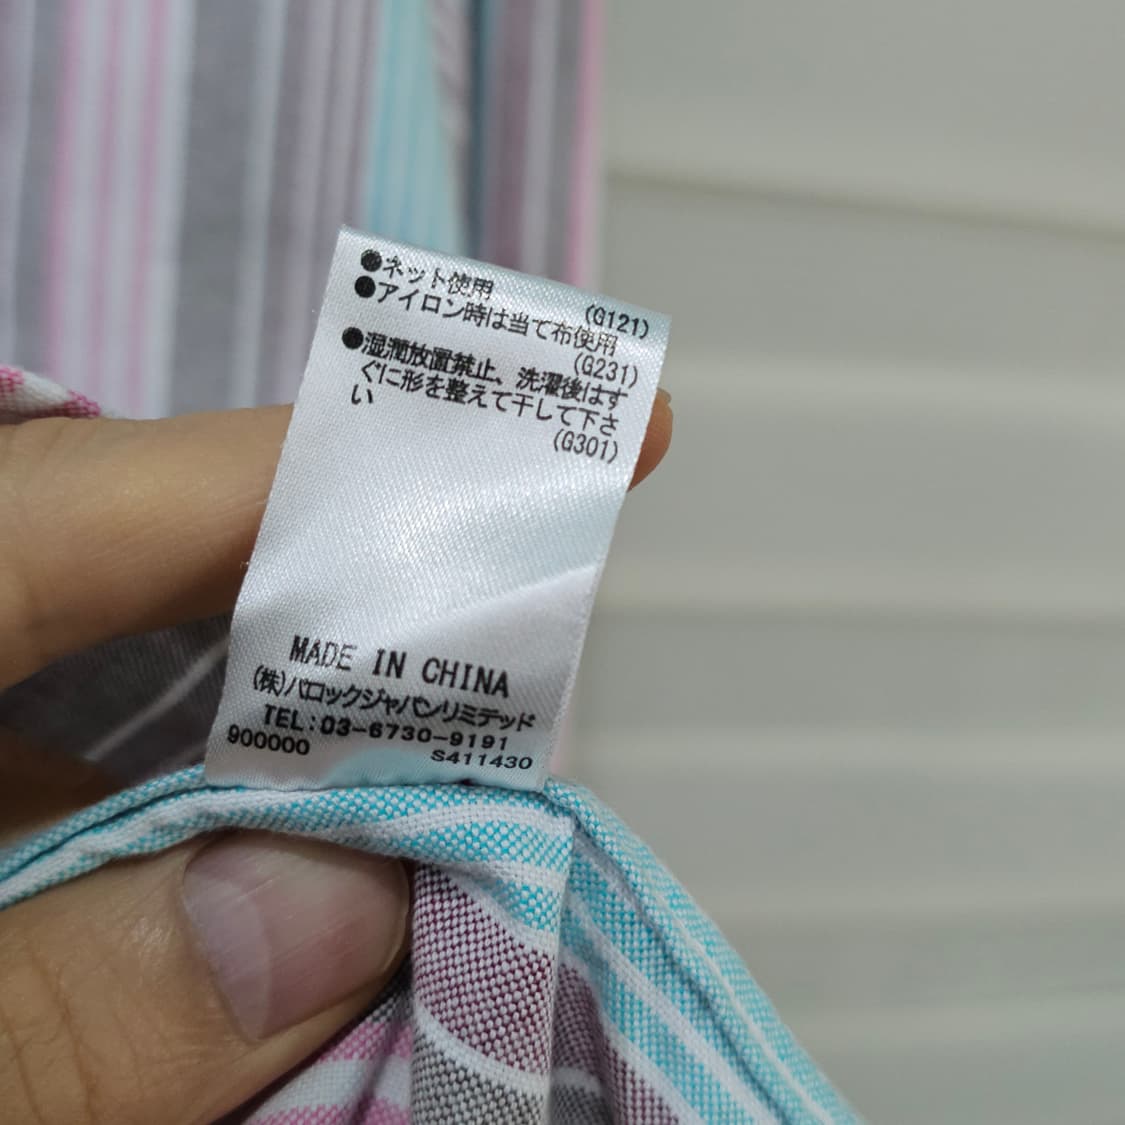 ●ネット使用
(G121)
●アイロン時は当て布使用
(G231)
●湿潤放置禁止、洗濯後はす
ぐに形を整えて干して下さ
い
(G301)
MADE IN CHINA
(株)バロックジャパンリミテッド
TEL:03-6730-9191
900000
S411430